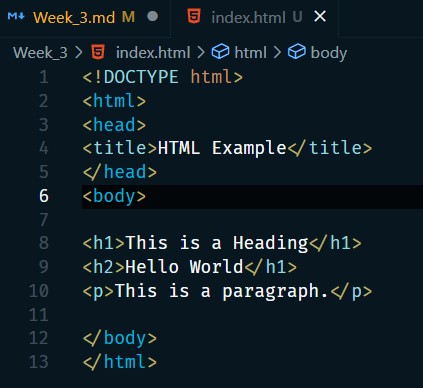 Week_3.md M ● index.html U ×
Week_3 > index.html > html > body
1 <!DOCTYPE html>
2 <html>
3 <head>
4 <title>HTML Example</title>
5 </head>
6 <body>
7
8 <h1>This is a Heading</h1>
9 <h2>Hello World</h1>
10 <p>This is a paragraph.</p>
11
12 </body>
13 </html>